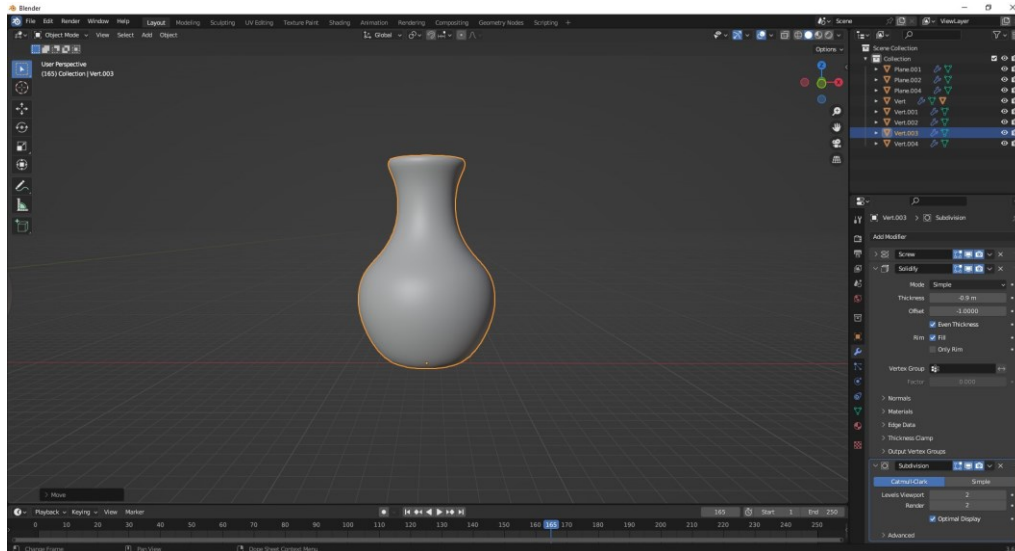 Blender
File Edit Render Window Help Layout Modeling Sculpting UV Editing Texture Paint Shading Animation Rendering Compositing Geometry Nodes Scripting + Scene ViewLayer
Object Mode View Select Add Object Global
Options
User Perspective
(165) Collection | Vert.003
Scene Collection
Collection
Plane.001
Plane.002
Plane.004
Vert
Vert.001
Vert.002
Vert.003
Vert.004
Vert.003 > Subdivision
Add Modifier
Screw
Solidify
Mode Simple
Thickness -0.9 m
Offset -1.0000
Even Thickness
Rim Fill
Only Rim
Vertex Group
Factor 0.000
> Normals
> Materials
> Edge Data
> Thickness Clamp
> Output Vertex Groups
Subdivision
Catmull-Clark Simple
Levels Viewport 2
Render 2
Optimal Display
> Advanced
> Move
Playback Keying View Marker 165 Start 1 End 250
0 10 20 30 40 50 60 70 80 90 100 110 120 130 140 150 160 165 170 180 190 200 210 220 230 240 250
Change Frame Pan View Dope Sheet Context Menu